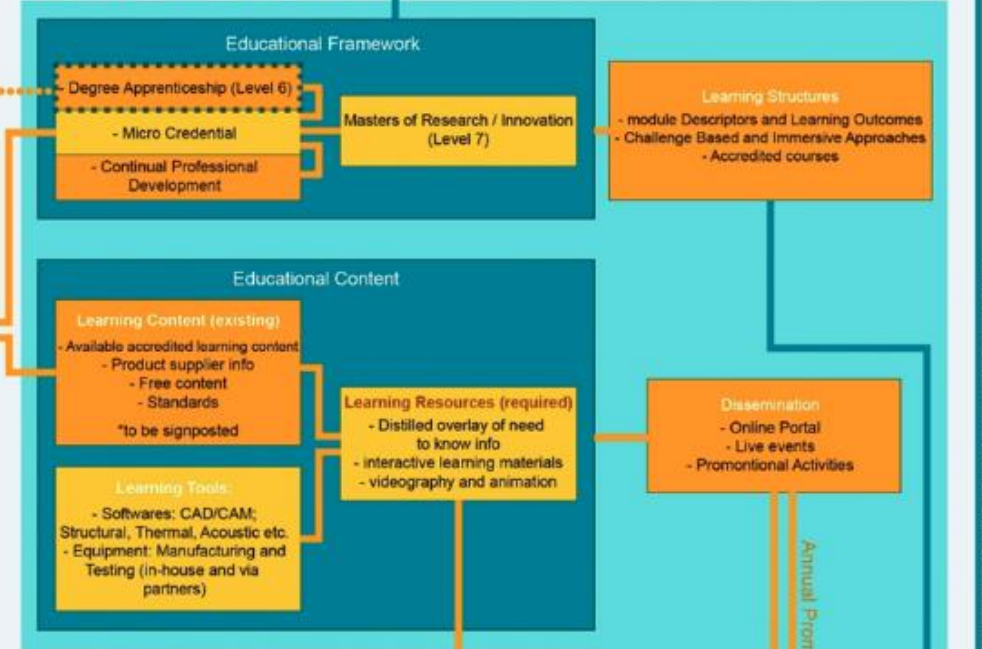 Educational Framework
- Degree Apprenticeship (Level 6)
- Micro Credential
- Continual Professional
Development
Masters of Research / Innovation
(Level 7)
Learning Structures
- module Descriptors and Learning Outcomes
- Challenge Based and Immersive Approaches
- Accredited courses
Educational Content
Learning Content (existing)
- Available accredited learning content
- Product supplier info
- Free content
- Standards
*to be signposted
Learning Tools:
- Softwares: CAD/CAM;
Structural, Thermal, Acoustic etc.
- Equipment: Manufacturing and
Testing (in-house and via
partners)
Learning Resources (required)
- Distilled overlay of need
to know info
- interactive learning materials
- videography and animation
Dissemination
- Online Portal
- Live events
- Promontional Activities
Annual Prom